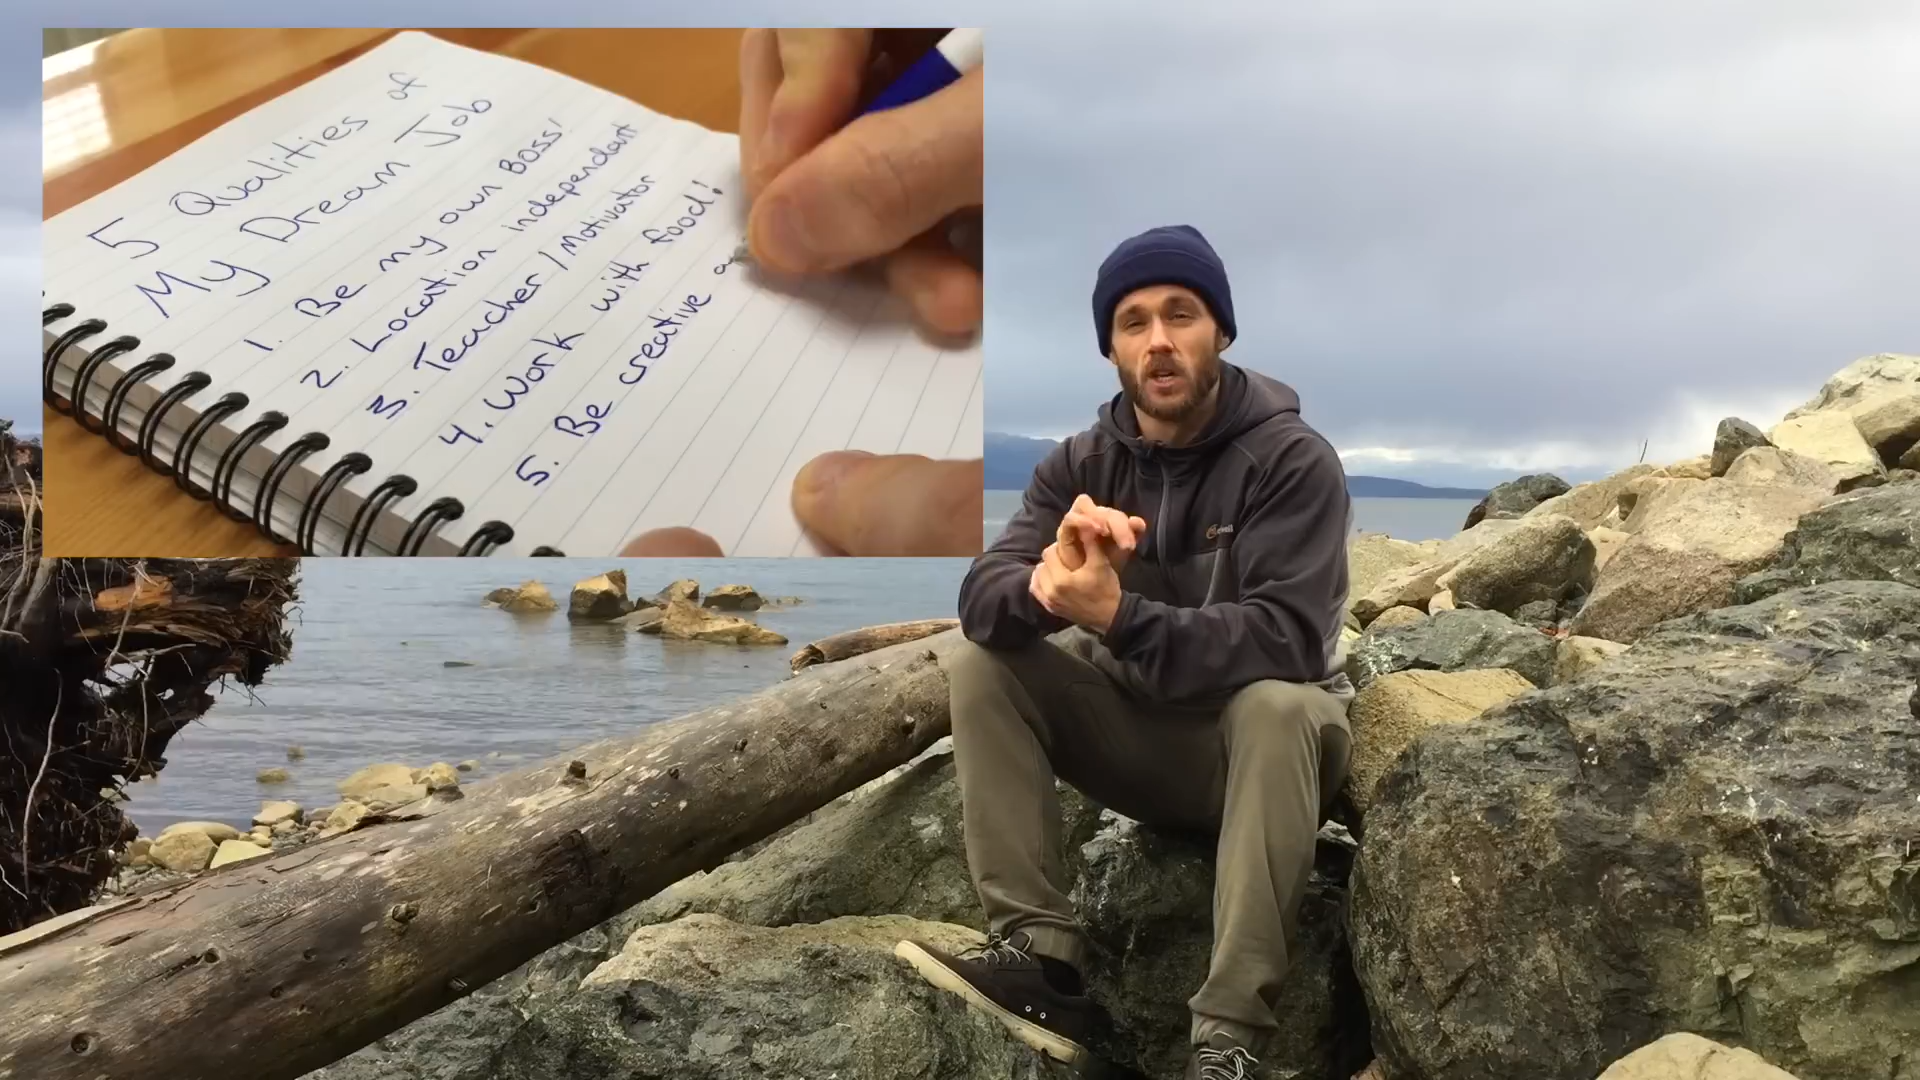 5 Qualities of
My Dream Job
1. Be my own Boss!
2. Location independant
3. Teacher / Motivator
4. Work with food!
5. Be creative